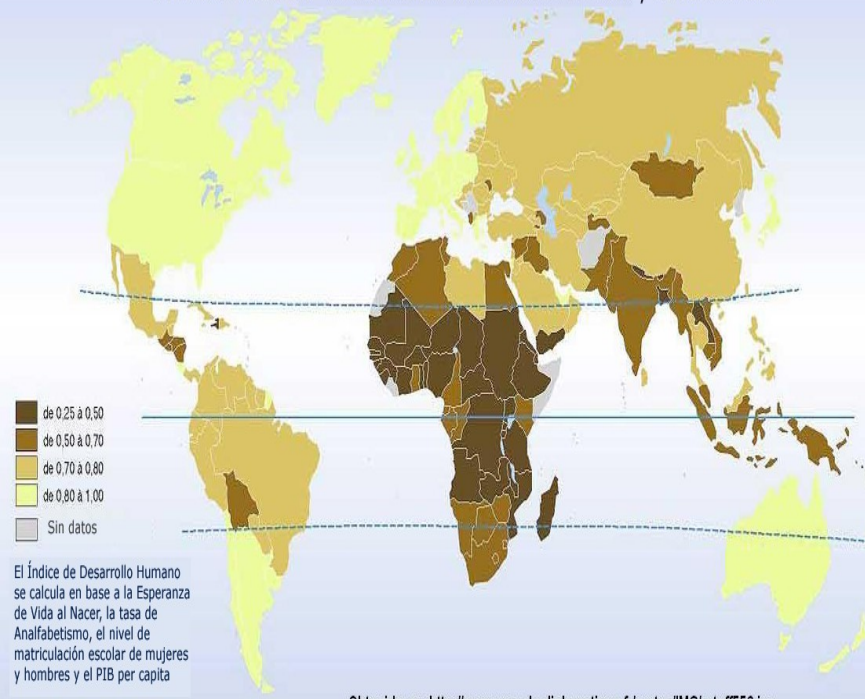 de 0,25 à 0,50
de 0,50 à 0,70
de 0,70 à 0,80
de 0,80 à 1,00
Sin datos
El Índice de Desarrollo Humano
se calcula en base a la Esperanza
de Vida al Nacer, la tasa de
Analfabetismo, el nivel de
matriculación escolar de mujeres
y hombres y el PIB per capita